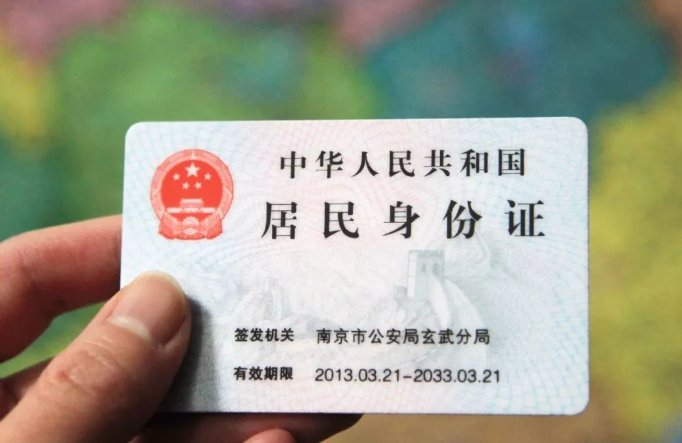 中华人民共和国
居民身份证
签发机关 南京市公安局玄武分局
有效期限 2013.03.21-2033.03.21